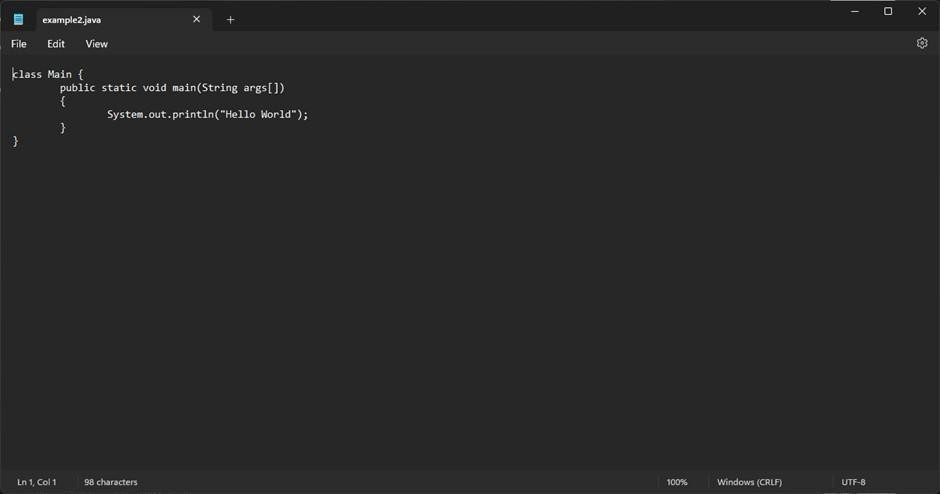 example2.java
File Edit View
class Main {
        public static void main(String args[])
        {
                System.out.println("Hello World");
        }
}
Ln 1, Col 1 98 characters 100% Windows (CRLF) UTF-8